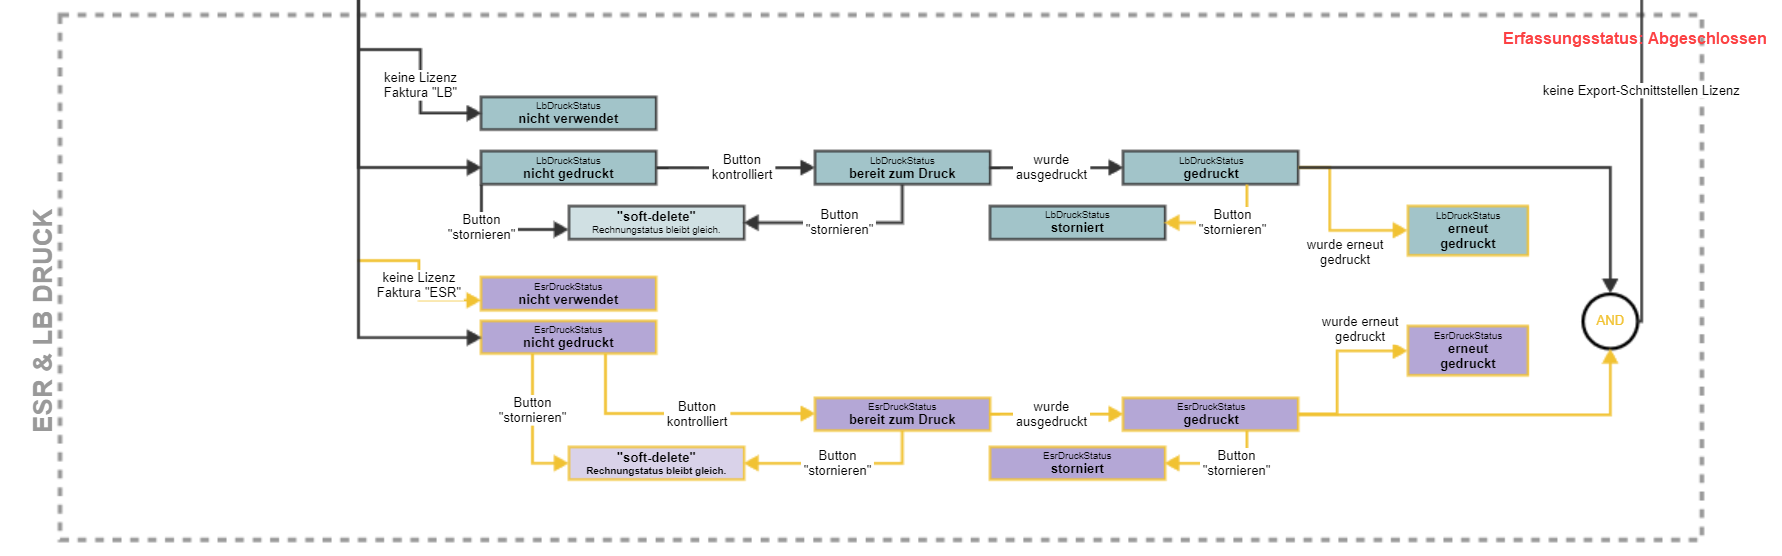 ESR & LB DRUCK
Erfassungsstatus: Abgeschlossen
keine Export-Schnittstellen Lizenz
keine Lizenz
Faktura "LB"
LbDruckStatus
nicht verwendet
LbDruckStatus
nicht gedruckt
Button
kontrolliert
LbDruckStatus
bereit zum Druck
wurde
ausgedruckt
LbDruckStatus
gedruckt
Button
"stornieren"
"soft-delete"
Rechnungstatus bleibt gleich.
Button
"stornieren"
LbDruckStatus
storniert
Button
"stornieren"
wurde erneut
gedruckt
LbDruckStatus
erneut
gedruckt
keine Lizenz
Faktura "ESR"
EsrDruckStatus
nicht verwendet
EsrDruckStatus
nicht gedruckt
AND
wurde erneut
gedruckt
EsrDruckStatus
erneut
gedruckt
Button
"stornieren"
Button
kontrolliert
EsrDruckStatus
bereit zum Druck
wurde
ausgedruckt
EsrDruckStatus
gedruckt
"soft-delete"
Rechnungstatus bleibt gleich.
Button
"stornieren"
EsrDruckStatus
storniert
Button
"stornieren"